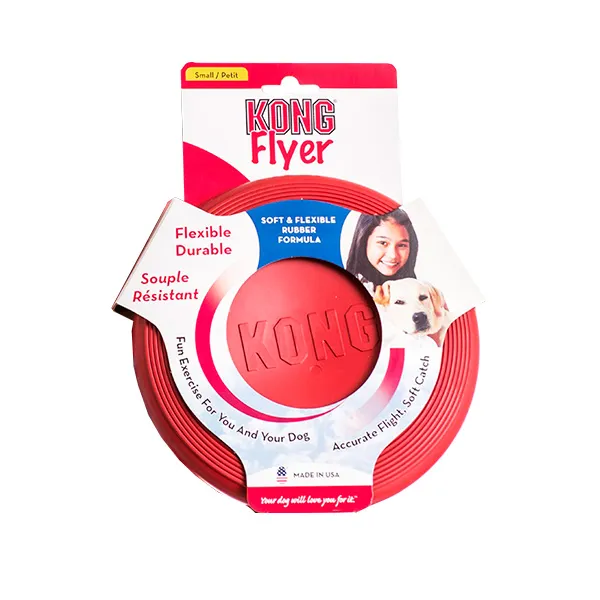 Small / Petit
KONG®
Flyer
SOFT & FLEXIBLE
RUBBER
FORMULA
Flexible
Durable
Souple
Résistant
KONG
Fun Exercise For You And Your Dog
Accurate Flight, Soft Catch
MADE IN USA
Your dog will love you for it.™